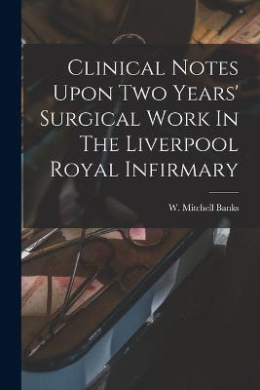 Clinical Notes
Upon Two Years'
Surgical Work In
The Liverpool
Royal Infirmary
W. Mitchell Banks